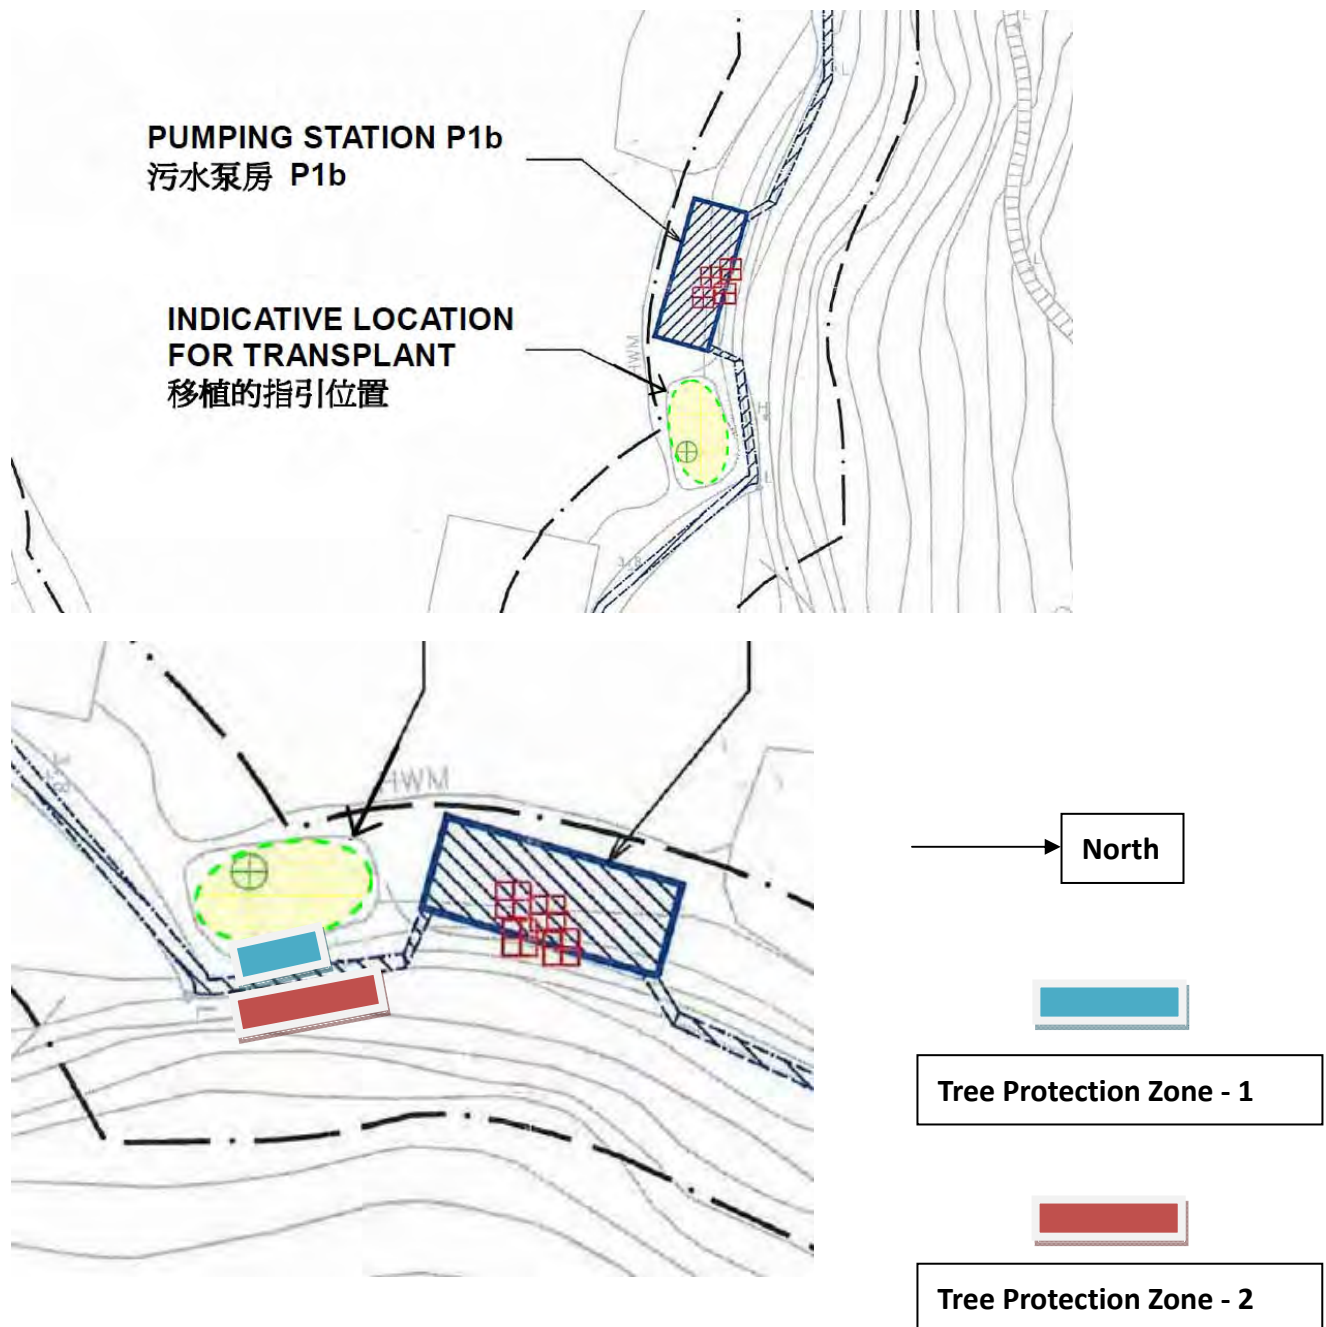 PUMPING STATION P1b
污水泵房 P1b
INDICATIVE LOCATION
FOR TRANSPLANT
移植的指引位置
HWM
L
L
H
L
HWM
North
Tree Protection Zone - 1
Tree Protection Zone - 2